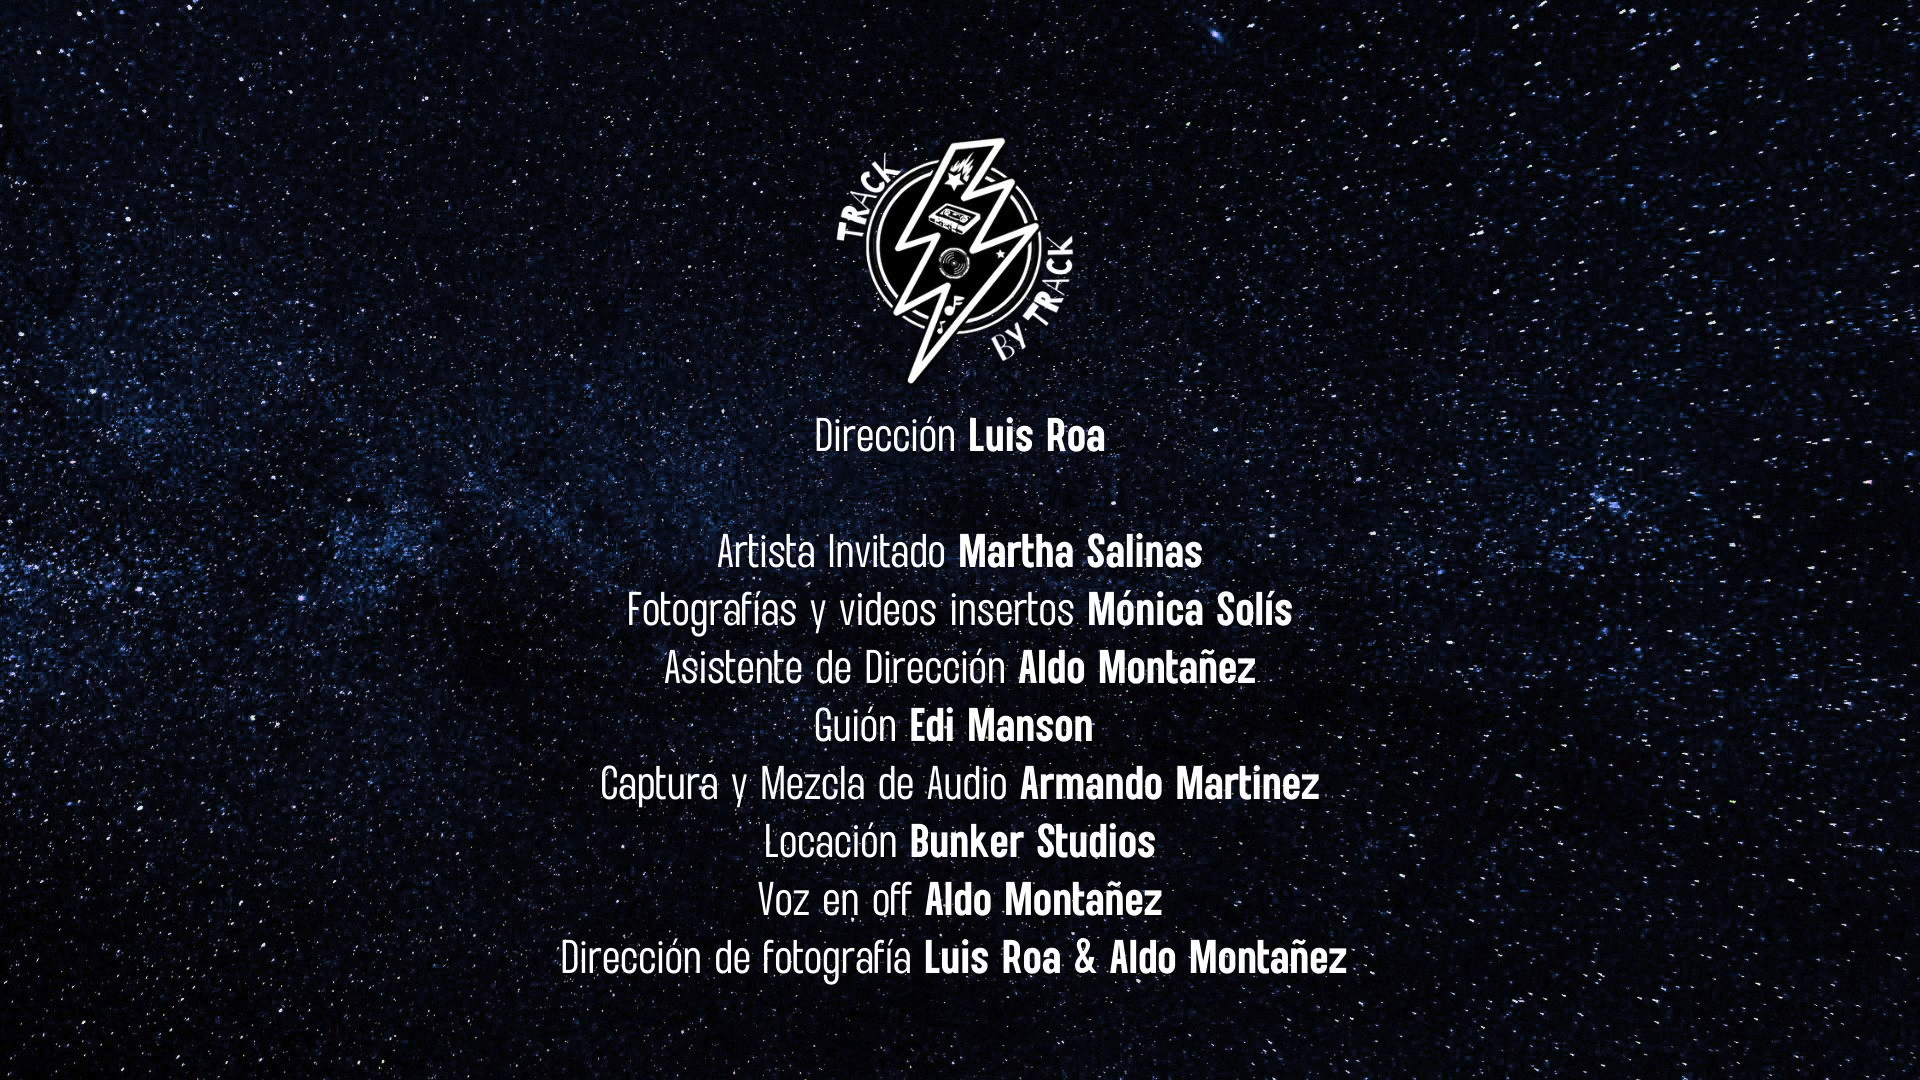 TRACK
BY TRACK
Dirección Luis Roa
Artista Invitado Martha Salinas
Fotografías y videos insertos Mónica Solís
Asistente de Dirección Aldo Montañez
Guión Edi Manson
Captura y Mezcla de Audio Armando Martinez
Locación Bunker Studios
Voz en off Aldo Montañez
Dirección de fotografía Luis Roa & Aldo Montañez